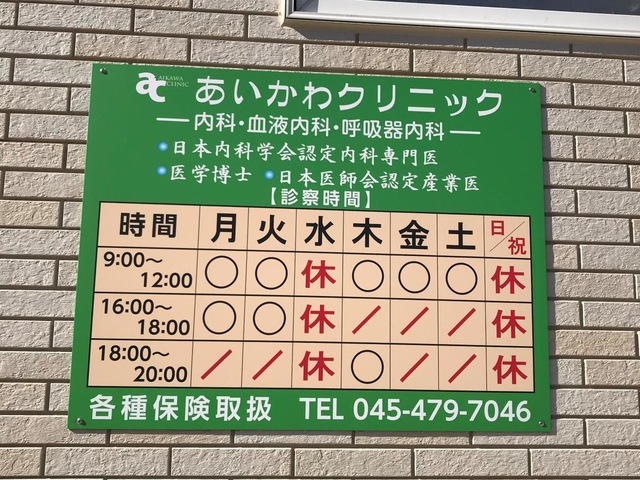 ac AIKAWA CLINIC あいかわクリニック
内科・血液内科・呼吸器内科
日本内科学会認定内科専門医
医学博士 日本医師会認定産業医
【診察時間】
時間 月 火 水 木 金 土 日/祝
9:00〜12:00 ○ ○ 休 ○ ○ ○ 休
16:00〜18:00 ○ ○ 休 / / / 休
18:00〜20:00 / / 休 ○ / / 休
各種保険取扱 TEL 045-479-7046